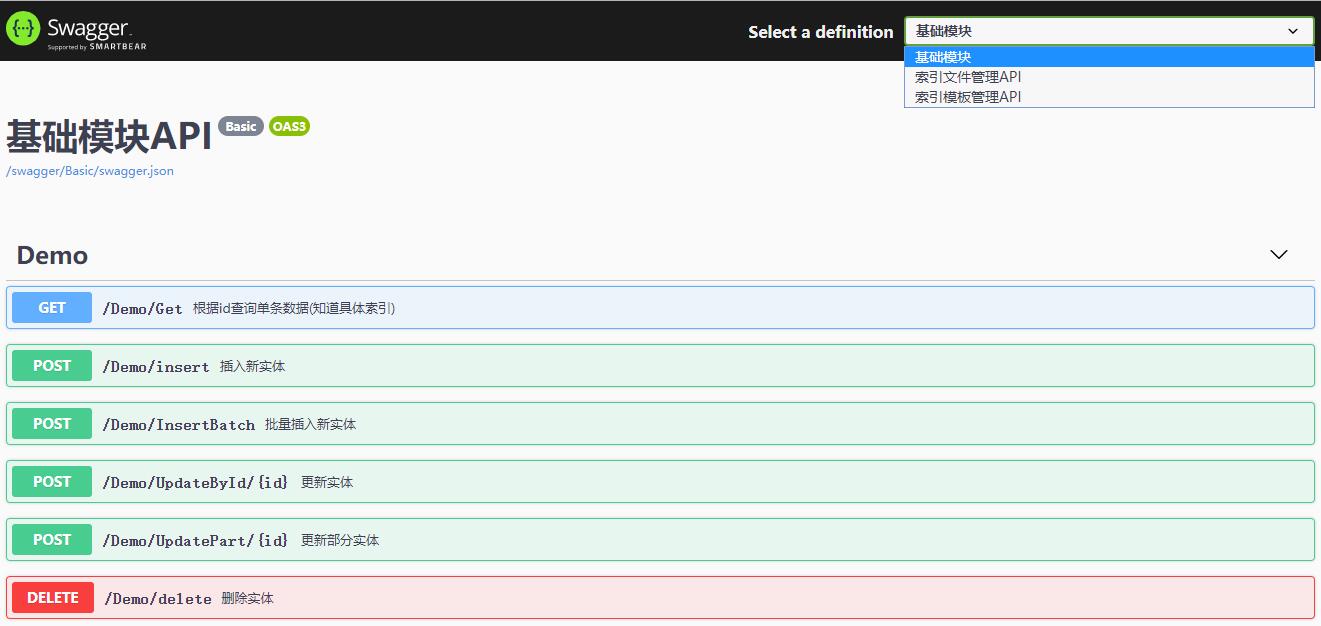 Swagger.
Supported by SMARTBEAR
Select a definition 基础模块
基础模块
索引文件管理API
索引模板管理API
基础模块API Basic OAS3
/swagger/Basic/swagger.json
Demo
GET /Demo/Get 根据id查询单条数据(知道具体索引)
POST /Demo/insert 插入新实体
POST /Demo/InsertBatch 批量插入新实体
POST /Demo/UpdateById/{id} 更新实体
POST /Demo/UpdatePart/{id} 更新部分实体
DELETE /Demo/delete 删除实体